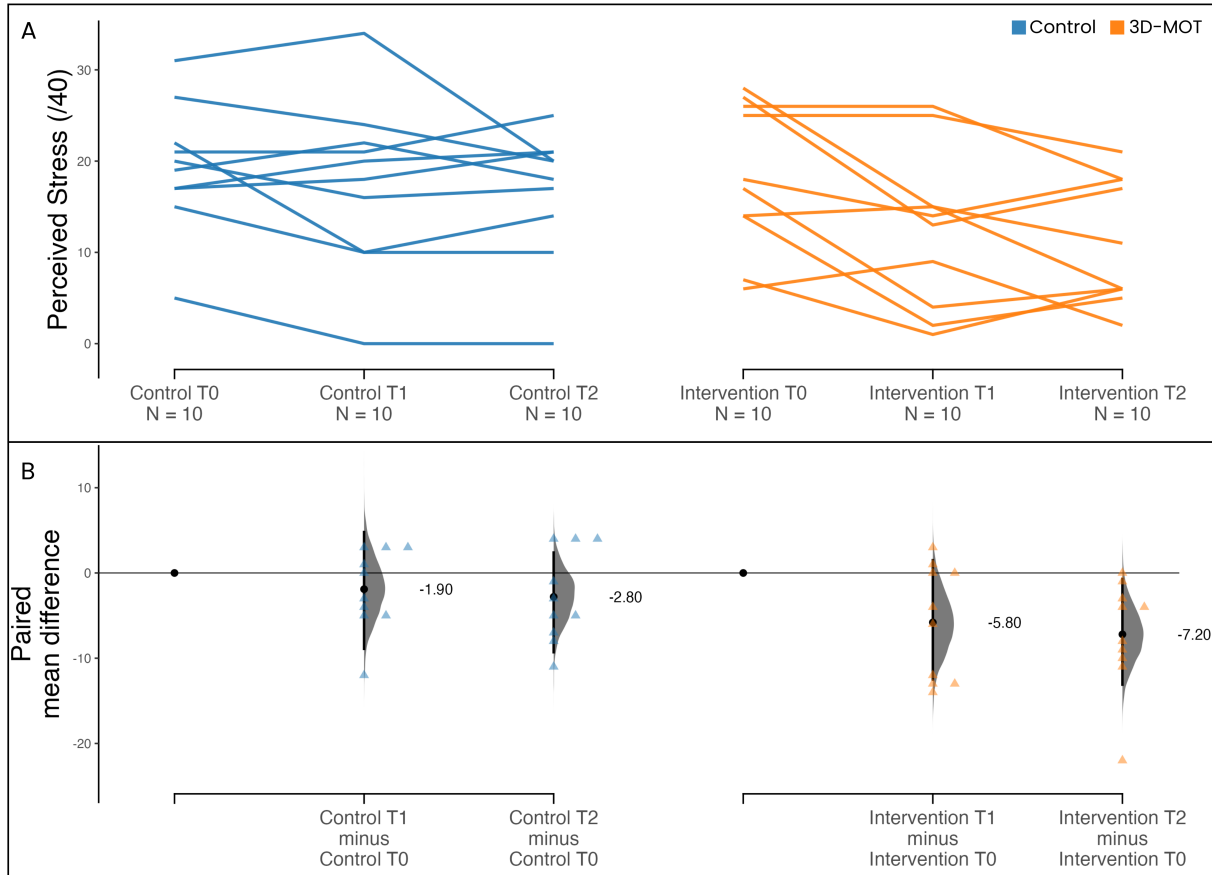 A
Control
3D-MOT
Perceived Stress (/40)
30
20
10
0
Control T0
N = 10
Control T1
N = 10
Control T2
N = 10
Intervention T0
N = 10
Intervention T1
N = 10
Intervention T2
N = 10
B
Paired
mean difference
10
0
-10
-20
-1.90
-2.80
-5.80
-7.20
Control T1
minus
Control T0
Control T2
minus
Control T0
Intervention T1
minus
Intervention T0
Intervention T2
minus
Intervention T0